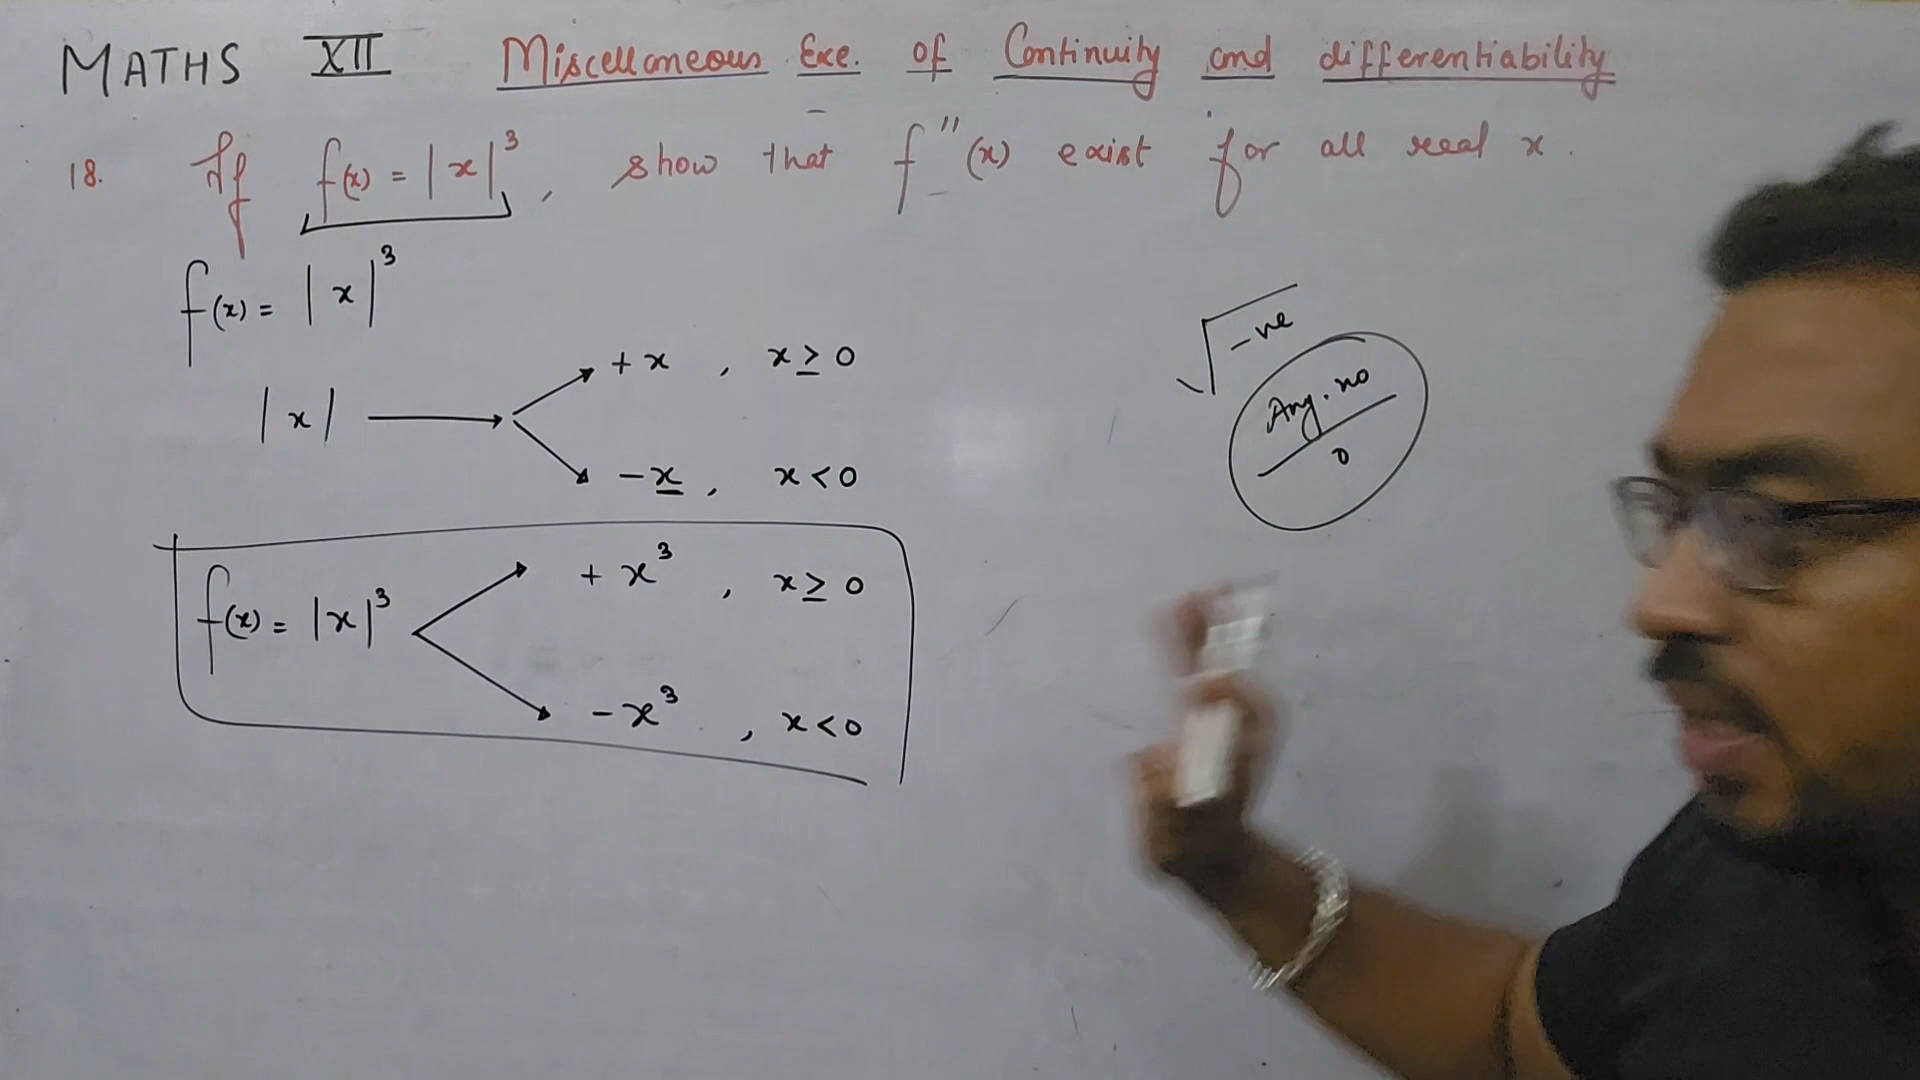 MATHS XII Miscellaneous Exe. of Continuity and differentiability
18. If f(x) = |x|³, show that f''(x) exist for all real x.
f(x) = |x|³
|x| → +x , x ≥ 0
-x , x < 0
f(x) = |x|³ + x³ , x ≥ 0
- x³ , x < 0
√-ve
Any. no
0